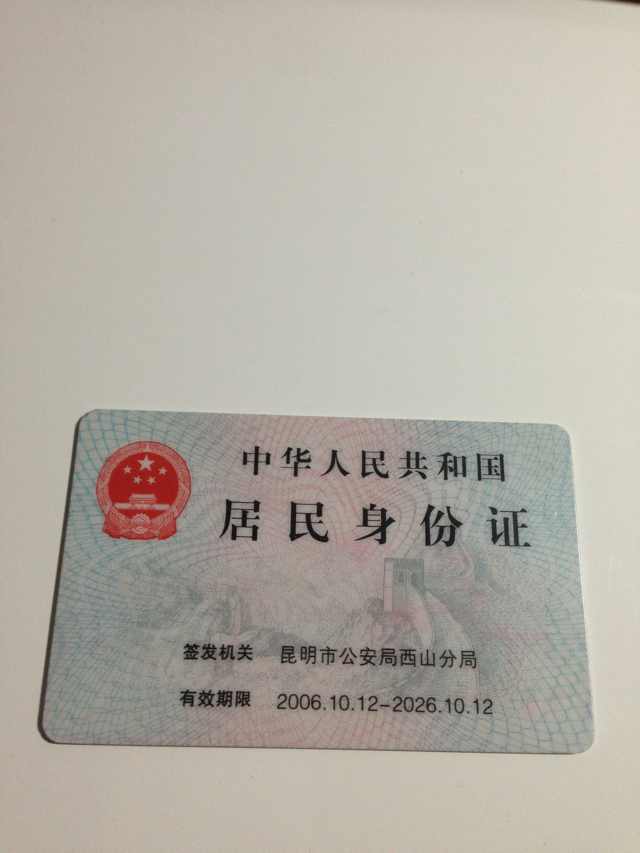 中华人民共和国
居民身份证
签发机关 昆明市公安局西山分局
有效期限 2006.10.12-2026.10.12